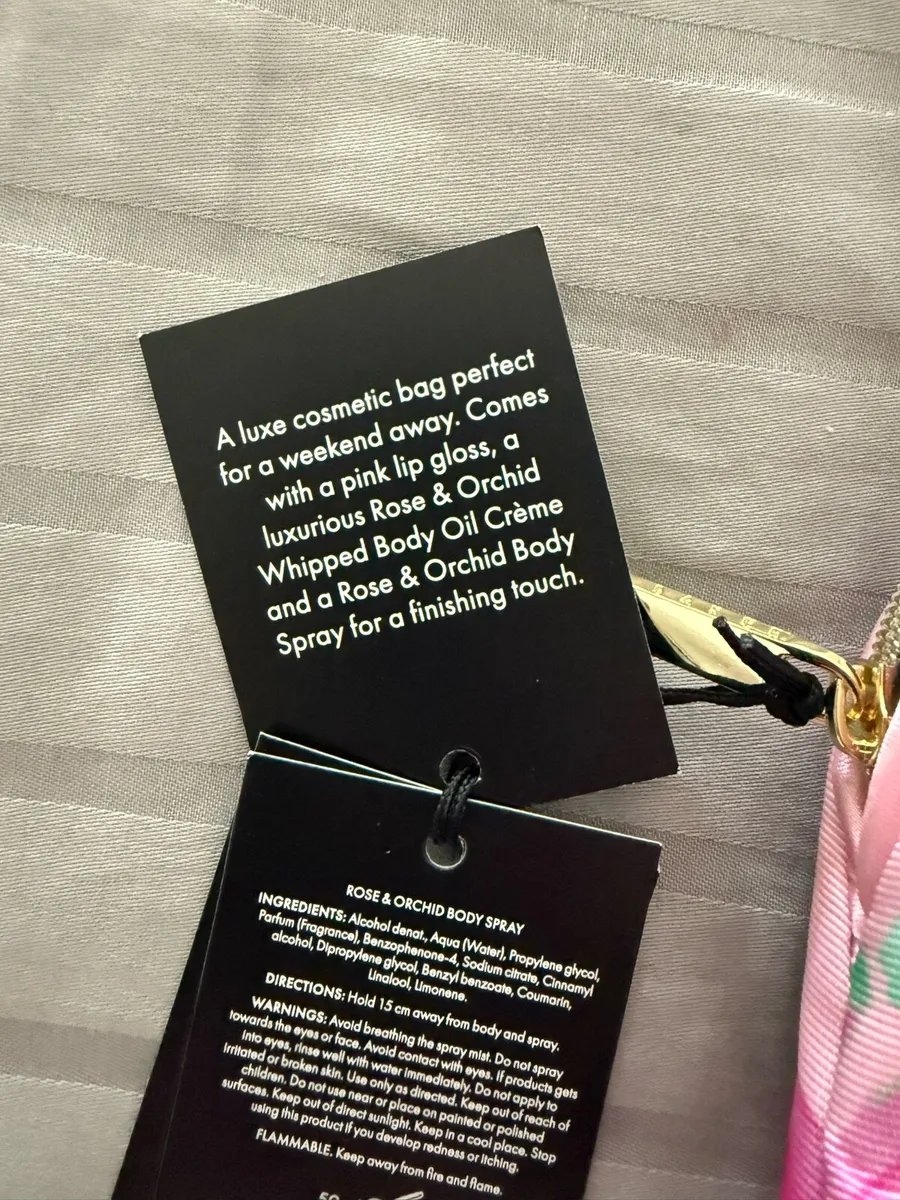 A luxe cosmetic bag perfect
for a weekend away. Comes
with a pink lip gloss, a
luxurious Rose & Orchid
Whipped Body Oil Crème
and a Rose & Orchid Body
Spray for a finishing touch.
ROSE & ORCHID BODY SPRAY
INGREDIENTS: Alcohol denat., Aqua (Water), Propylene glycol,
Parfum (Fragrance), Benzophenone-4, Sodium citrate, Cinnamyl
alcohol, Dipropylene glycol, Benzyl benzoate, Coumarin,
Linalool, Limonene.
DIRECTIONS: Hold 15 cm away from body and spray.
WARNINGS: Avoid breathing the spray mist. Do not spray
towards the eyes or face. Avoid contact with eyes. If products gets
into eyes, rinse well with water immediately. Do not apply to
irritated or broken skin. Use only as directed. Keep out of reach of
children. Do not use near or place on painted or polished
surfaces. Keep out of direct sunlight. Keep in a cool place. Stop
using this product if you develop redness or itching.
FLAMMABLE. Keep away from fire and flame.